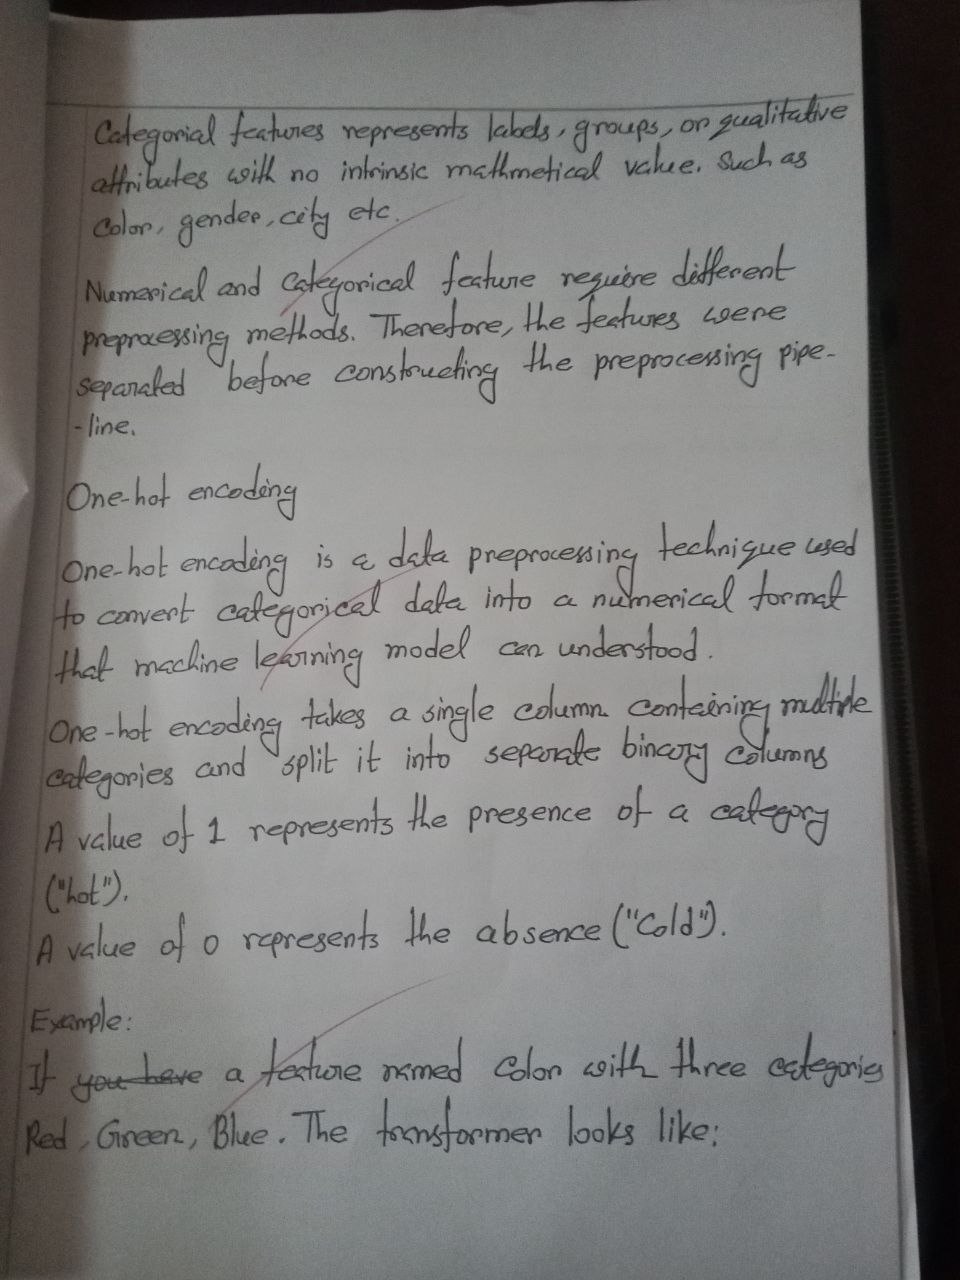 Categorial features represents labels, groups, or qualitative
attributes with no intrinsic mathmetical value. Such as
Color, gender, city etc.
Numerical and Categorical feature require different
preprocessing methods. Therefore, the features were
separated before constructing the preprocessing pipe-
-line.
One-hot encoding
One-hot encoding is a data preprocessing technique used
to convert categorical data into a numerical format
that machine learning model can understood.
One-hot encoding takes a single column containing multiple
categories and split it into separate binary columns
A value of 1 represents the presence of a category
("hot").
A value of 0 represents the absence ("Cold").
Example:
If you have a feature named Color with three categories
Red, Green, Blue. The transformer looks like: